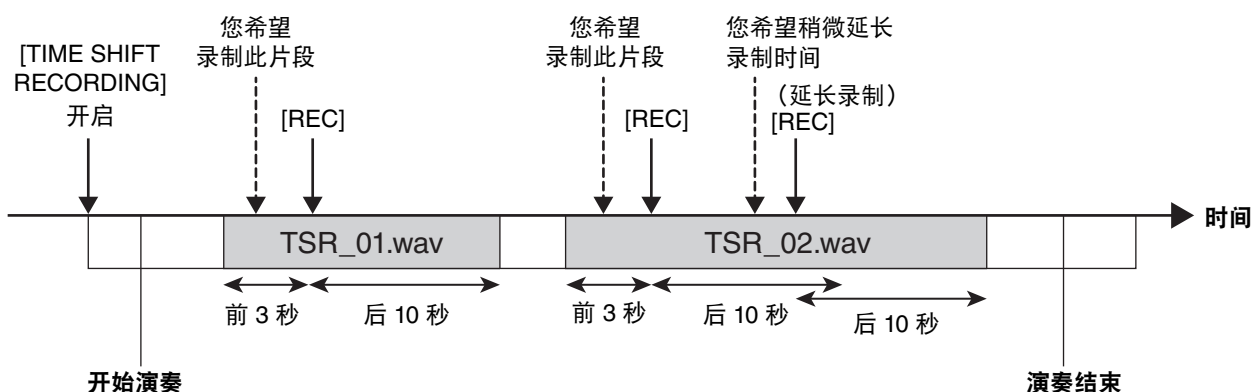 [TIME SHIFT
RECORDING]
开启
您希望
录制此片段
[REC]
您希望
录制此片段
[REC]
您希望稍微延长
录制时间
（延长录制）
[REC]
时间
TSR_01.wav
TSR_02.wav
前 3 秒
后 10 秒
前 3 秒
后 10 秒
后 10 秒
开始演奏
演奏结束